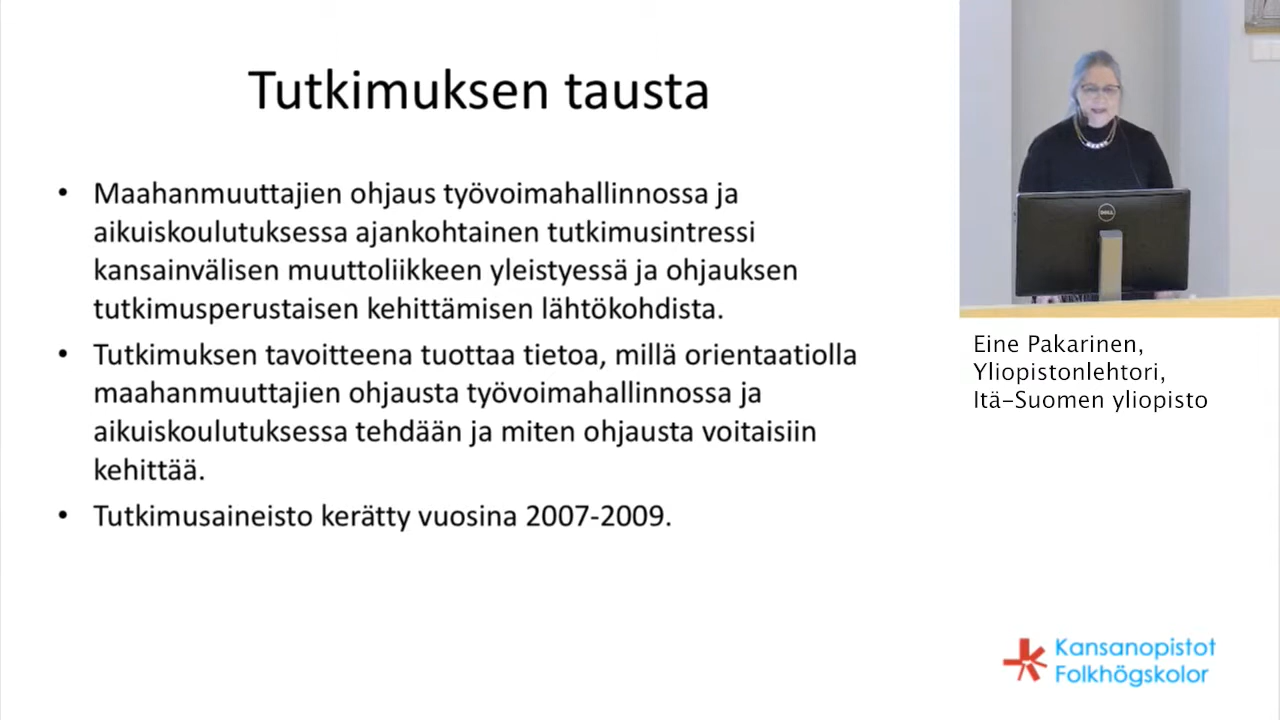 Tutkimuksen tausta
• Maahanmuuttajien ohjaus työvoimahallinnossa ja
aikuiskoulutuksessa ajankohtainen tutkimusintressi
kansainvälisen muuttoliikkeen yleistyessä ja ohjauksen
tutkimusperustaisen kehittämisen lähtökohdista.
• Tutkimuksen tavoitteena tuottaa tietoa, millä orientaatiolla
maahanmuuttajien ohjausta työvoimahallinnossa ja
aikuiskoulutuksessa tehdään ja miten ohjausta voitaisiin
kehittää.
• Tutkimusaineisto kerätty vuosina 2007-2009.
DELL
Eine Pakarinen,
Yliopistonlehtori,
Itä-Suomen yliopisto
Kansanopistot
Folkhögskolor